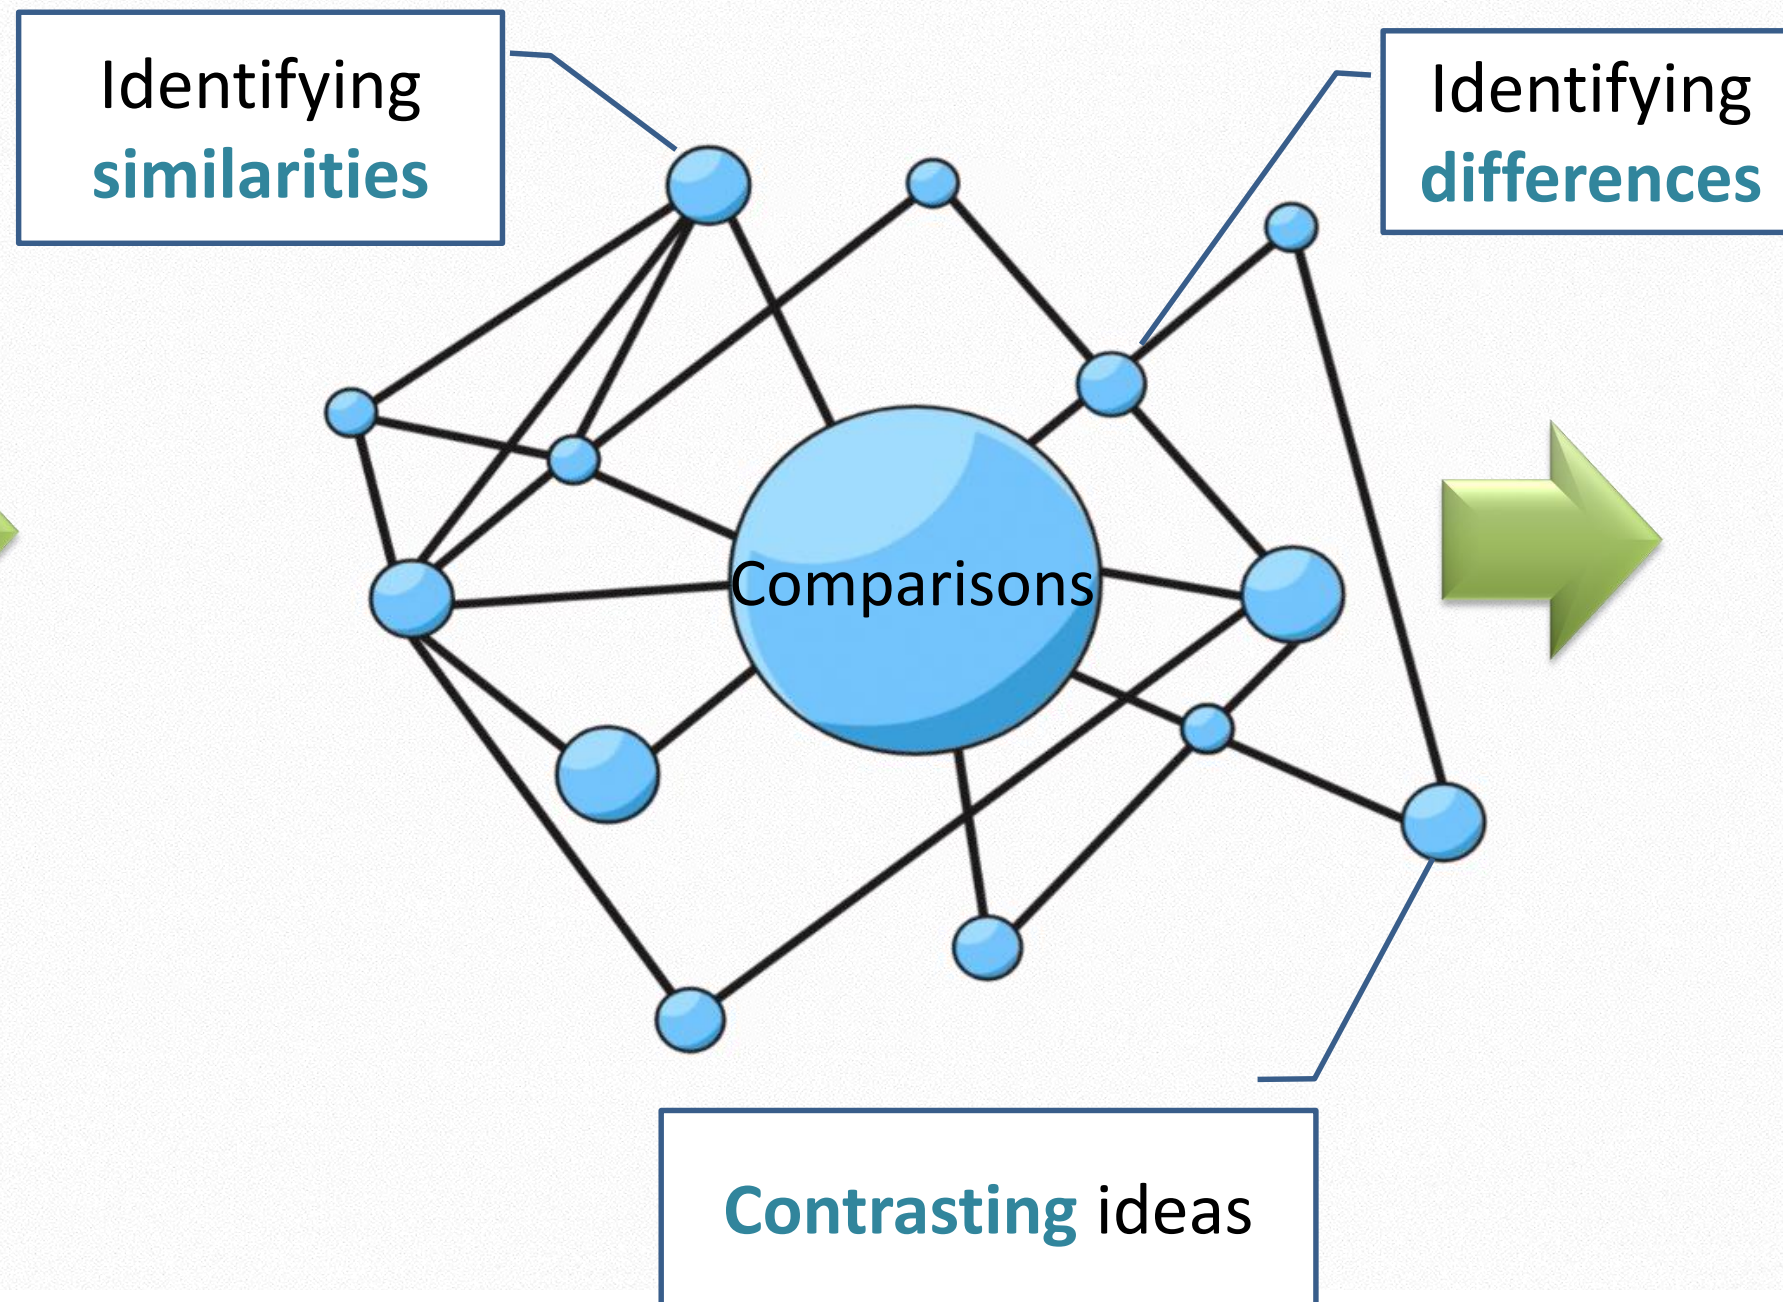 Identifying
similarities
Identifying
differences
Comparisons
Contrasting ideas